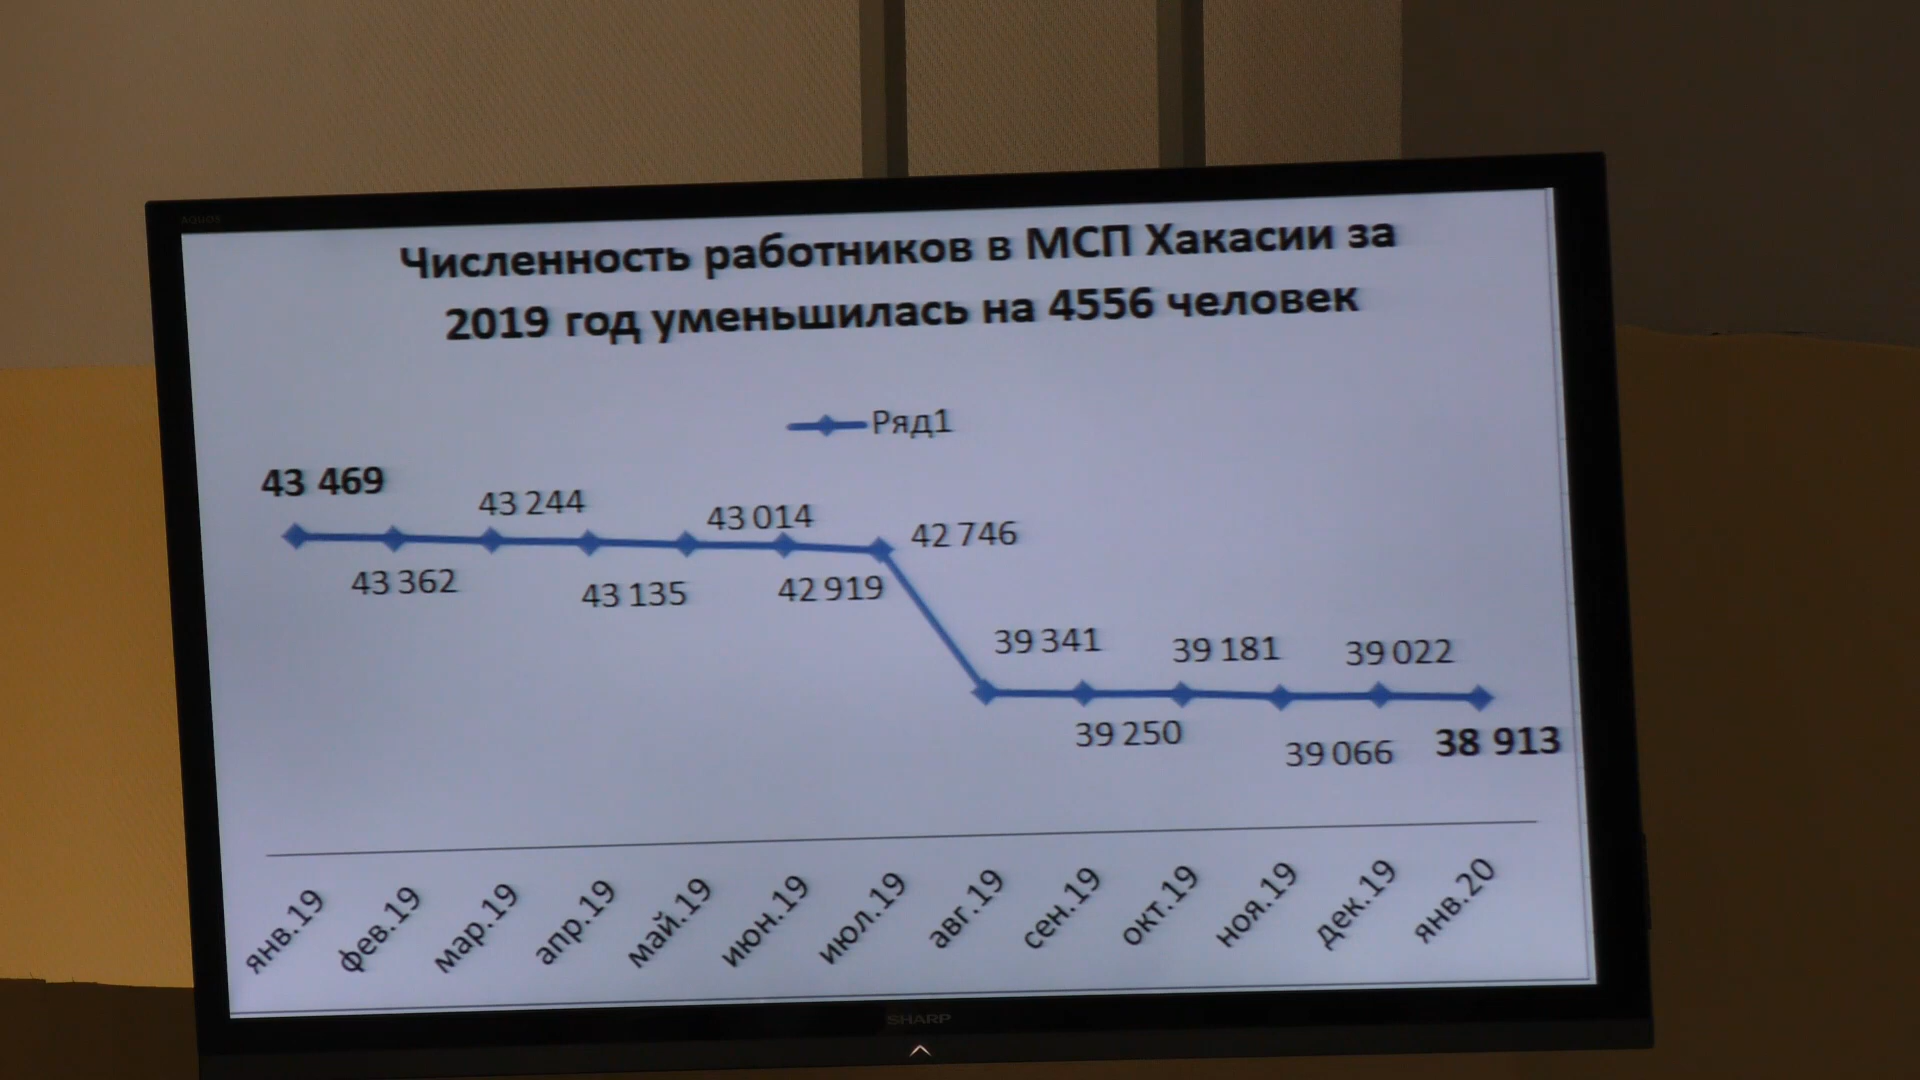 AQUOS
Численность работников в МСП Хакасии за
2019 год уменьшилась на 4556 человек
Ряд1
43 469
43 244
43 014
42 746
43 362
43 135
42 919
39 341
39 181
39 022
39 250
39 066
38 913
янв.19
фев.19
мар.19
апр.19
май.19
июн.19
июл.19
авг.19
сен.19
окт.19
ноя.19
дек.19
янв.20
SHARP